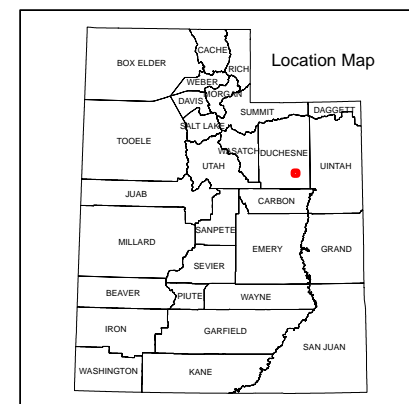 Location Map
CACHE
BOX ELDER
RICH
WEBER
MORGAN
DAVIS
SUMMIT
DAGGETT
SALT LAKE
WASATCH
DUCHESNE
TOOELE
UTAH
UINTAH
JUAB
CARBON
SANPETE
MILLARD
EMERY
GRAND
SEVIER
BEAVER
PIUTE
WAYNE
IRON
GARFIELD
SAN JUAN
WASHINGTON
KANE